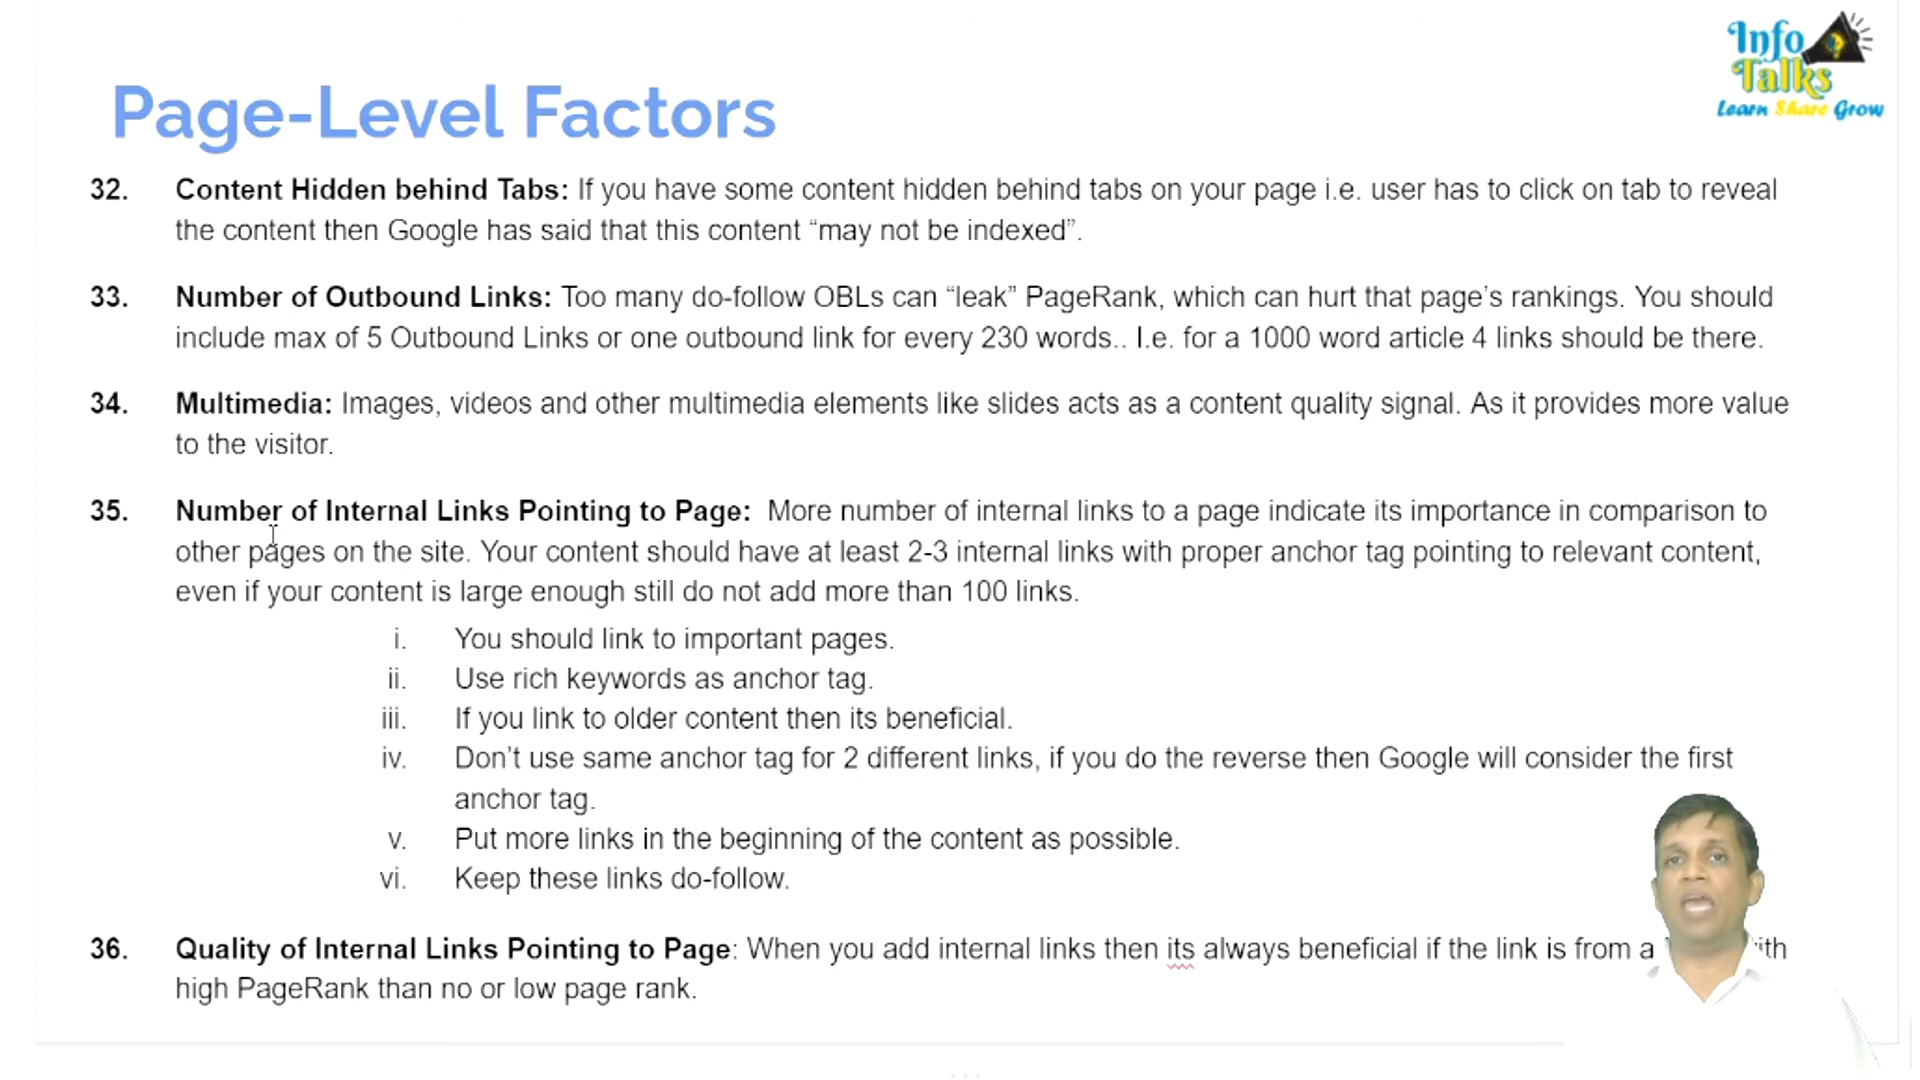 Info
Talks
Learn Share Grow
Page-Level Factors
32. Content Hidden behind Tabs: If you have some content hidden behind tabs on your page i.e. user has to click on tab to reveal
the content then Google has said that this content “may not be indexed”.
33. Number of Outbound Links: Too many do-follow OBLs can “leak” PageRank, which can hurt that page’s rankings. You should
include max of 5 Outbound Links or one outbound link for every 230 words.. I.e. for a 1000 word article 4 links should be there.
34. Multimedia: Images, videos and other multimedia elements like slides acts as a content quality signal. As it provides more value
to the visitor.
35. Number of Internal Links Pointing to Page: More number of internal links to a page indicate its importance in comparison to
other pages on the site. Your content should have at least 2-3 internal links with proper anchor tag pointing to relevant content,
even if your content is large enough still do not add more than 100 links.
i. You should link to important pages.
ii. Use rich keywords as anchor tag.
iii. If you link to older content then its beneficial.
iv. Don’t use same anchor tag for 2 different links, if you do the reverse then Google will consider the first
anchor tag.
v. Put more links in the beginning of the content as possible.
vi. Keep these links do-follow.
36. Quality of Internal Links Pointing to Page: When you add internal links then its always beneficial if the link is from a
high PageRank than no or low page rank.